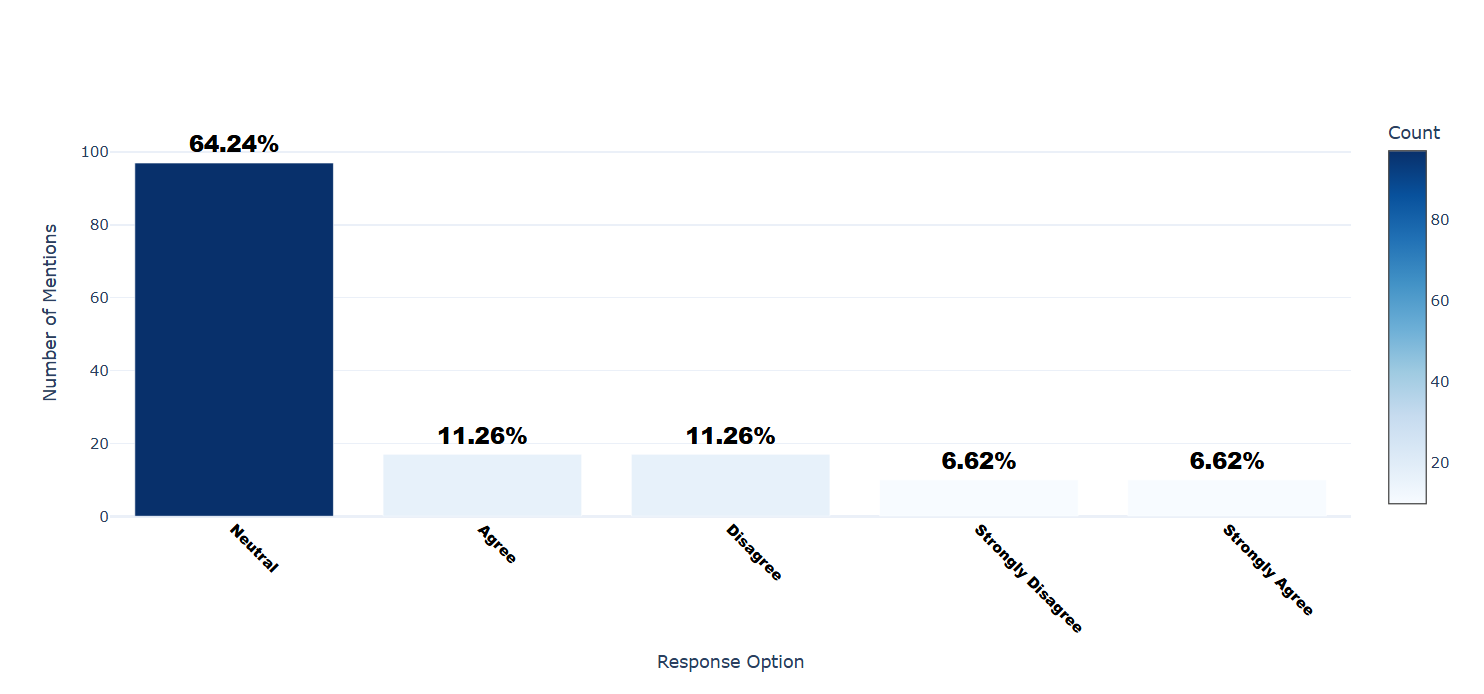 Count
64.24%
100
80
80
Number of Mentions
60
60
40
40
11.26%
11.26%
20
6.62%
6.62%
20
0
Neutral
Agree
Disagree
Strongly Disagree
Strongly Agree
Response Option